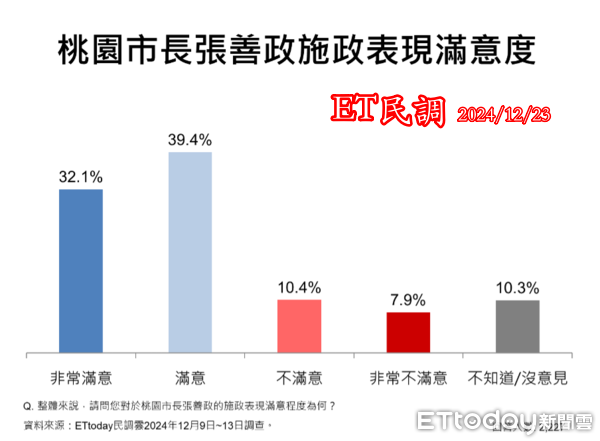 桃園市長張善政施政表現滿意度
ET民調 2024/12/23
39.4%
32.1%
10.4%
7.9%
10.3%
非常滿意 滿意 不滿意 非常不滿意 不知道/沒意見
Q. 整體來說，請問您對於桃園市長張善政的施政表現滿意程度為何？
資料來源：ETtoday民調雲2024年12月9日~13日調查。
ETtoday新聞雲